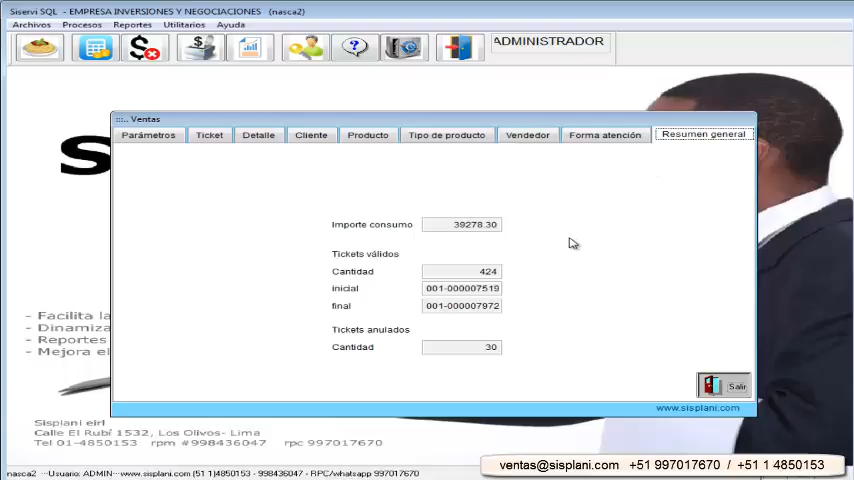 Siservi SQL - EMPRESA INVERSIONES Y NEGOCIACIONES (nasca2)
Archivos Procesos Reportes Utilitarios Ayuda
ADMINISTRADOR
:::.. Ventas
Parámetros Ticket Detalle Cliente Producto Tipo de producto Vendedor Forma atención Resumen general
Importe consumo 39278.30
Tickets válidos
Cantidad 424
inicial 001-000007519
final 001-000007972
Tickets anulados
Cantidad 30
Salir
www.sisplani.com
- Facilita la
- Dinamiza
- Reportes
- Mejora el
Sisplani eirl
Calle El Rubí 1532, Los Olivos- Lima
Tel 01-4850153 rpm #998436047 rpc 997017670
ventas@sisplani.com +51 997017670 / +51 1 4850153
nasca2 ···Usuario: ADMIN···www.sisplani.com (51 1)4850153 - 998436047 - RPC/whatsapp 997017670